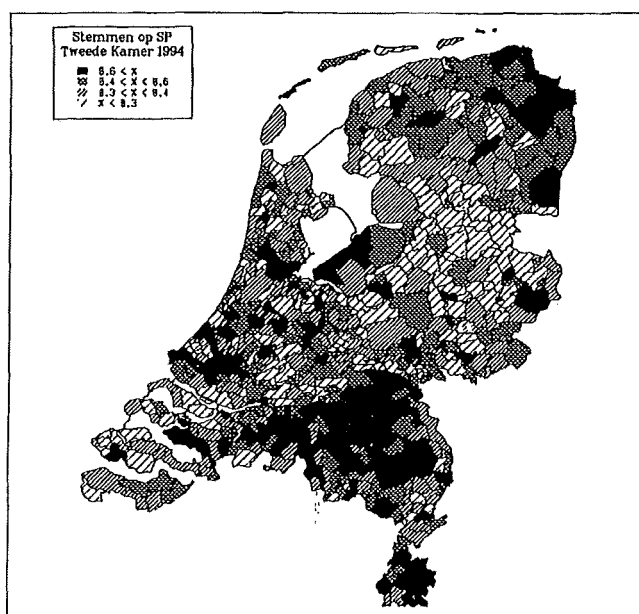 Stemmen op SP
Tweede Kamer 1994
0.6 < X
0.4 < X < 0.6
0.3 < X < 0.4
X < 0.3